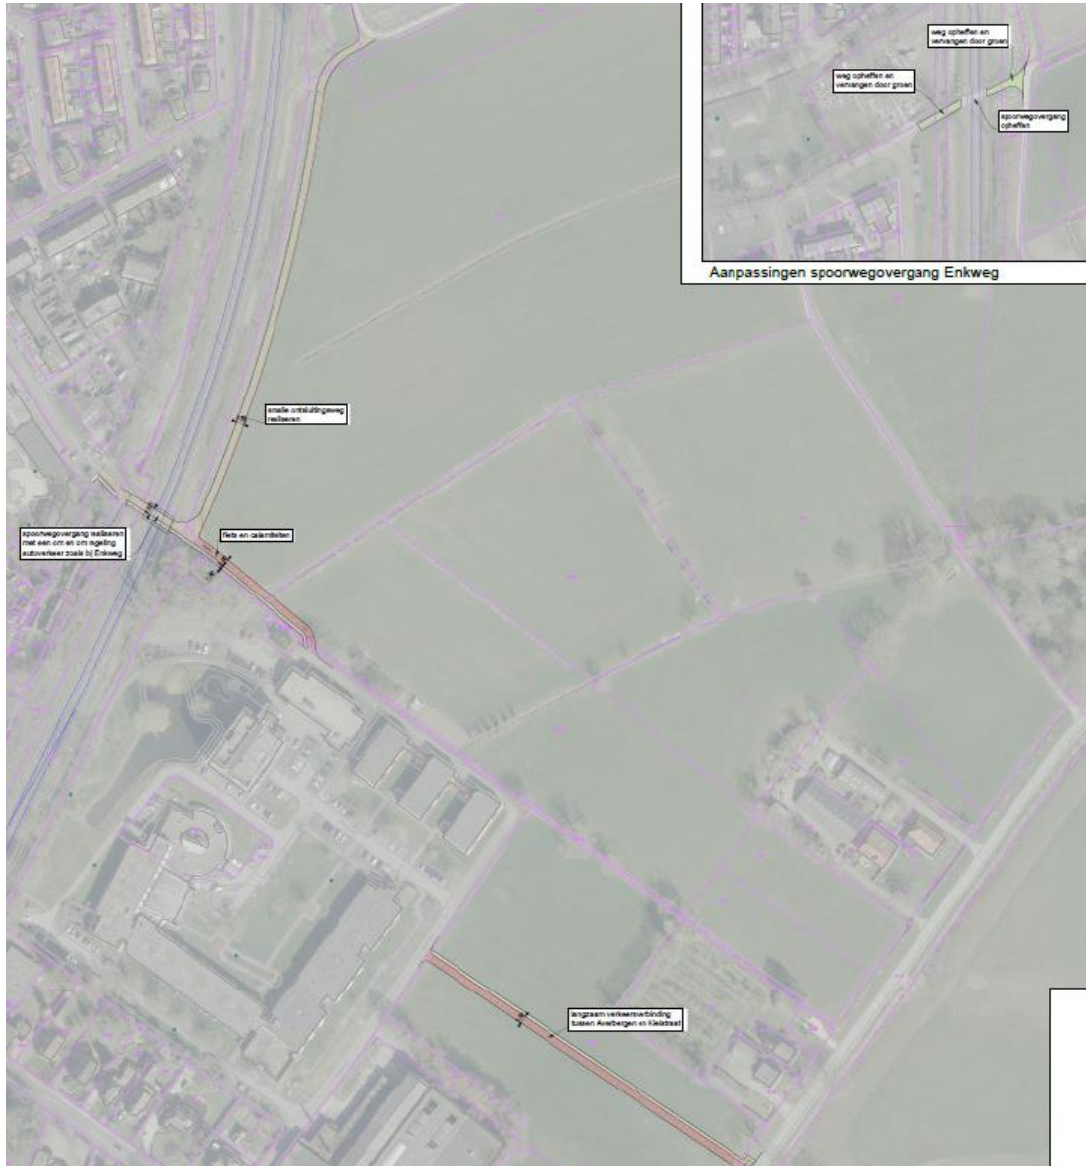 weg opheffen en
vervangen door groen
weg opheffen en
vervangen door groen
spoorwegovergang
opheffen
Aanpassingen spoorwegovergang Enkweg
smalle ontsluitingsweg
realiseren
spoorwegovergang realiseren
met een om en om regeling
autoverkeer zoals bij Enkweg
fiets en calamiteiten
langzaam verkeersverbinding
tussen Averbergen en Kleistraat